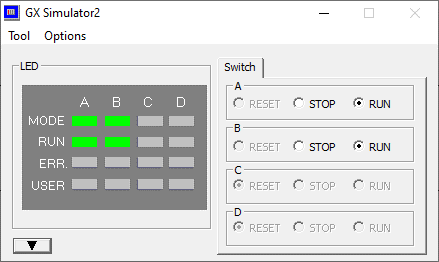 GX Simulator2
Tool Options
LED
A B C D
MODE
RUN
ERR.
USER
▼
Switch
A
RESET STOP RUN
B
RESET STOP RUN
C
RESET STOP RUN
D
RESET STOP RUN